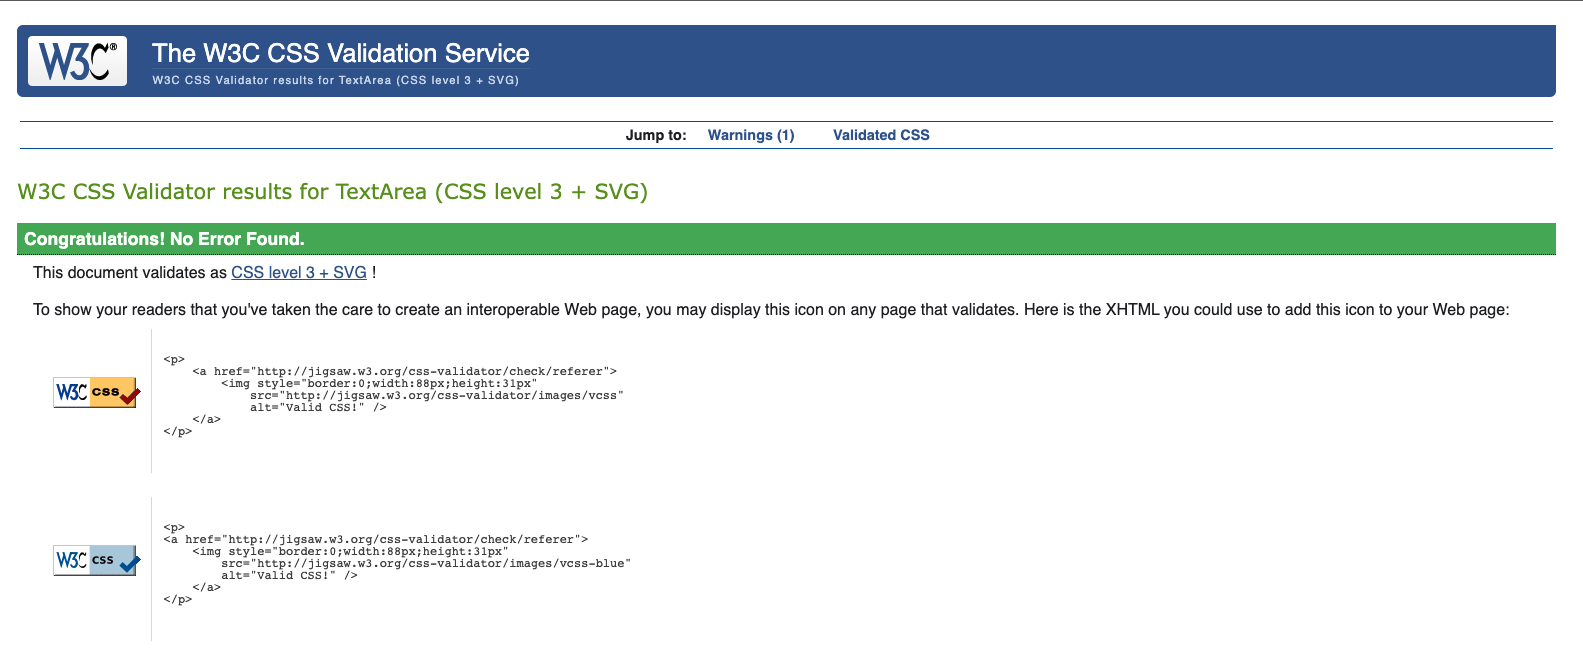 W3C® The W3C CSS Validation Service
W3C CSS Validator results for TextArea (CSS level 3 + SVG)
Jump to: Warnings (1) Validated CSS
W3C CSS Validator results for TextArea (CSS level 3 + SVG)
Congratulations! No Error Found.
This document validates as CSS level 3 + SVG !
To show your readers that you've taken the care to create an interoperable Web page, you may display this icon on any page that validates. Here is the XHTML you could use to add this icon to your Web page:
W3C css
<p>
    <a href="http://jigsaw.w3.org/css-validator/check/referer">
        <img style="border:0;width:88px;height:31px"
            src="http://jigsaw.w3.org/css-validator/images/vcss"
            alt="Valid CSS!" />
    </a>
</p>
W3C css
<p>
<a href="http://jigsaw.w3.org/css-validator/check/referer">
    <img style="border:0;width:88px;height:31px"
        src="http://jigsaw.w3.org/css-validator/images/vcss-blue"
        alt="Valid CSS!" />
    </a>
</p>